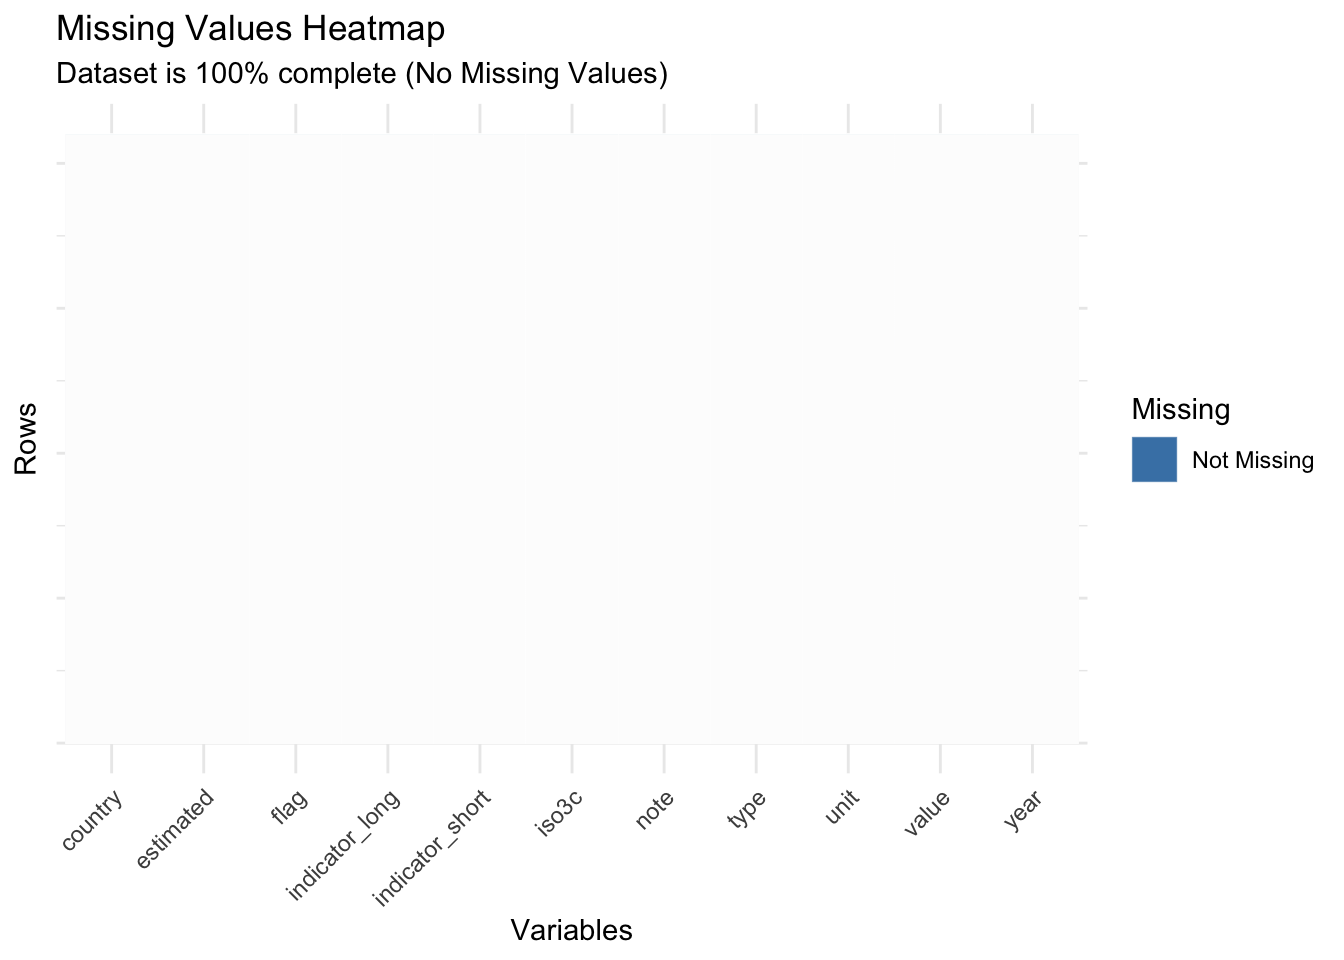 Missing Values Heatmap
Dataset is 100% complete (No Missing Values)
Rows
Missing
Not Missing
country
estimated
flag
indicator_long
indicator_short
iso3c
note
type
unit
value
year
Variables